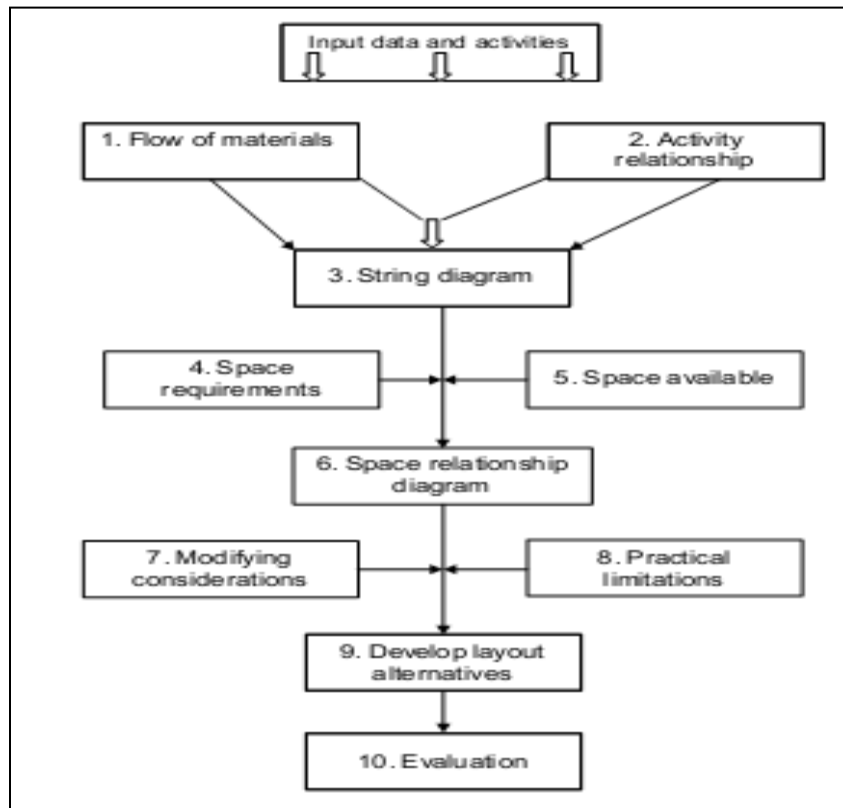 Input data and activities
1. Flow of materials
2. Activity
relationship
3. String diagram
4. Space
requirements
5. Space available
6. Space relationship
diagram
7. Modifying
considerations
8. Practical
limitations
9. Develop layout
alternatives
10. Evaluation